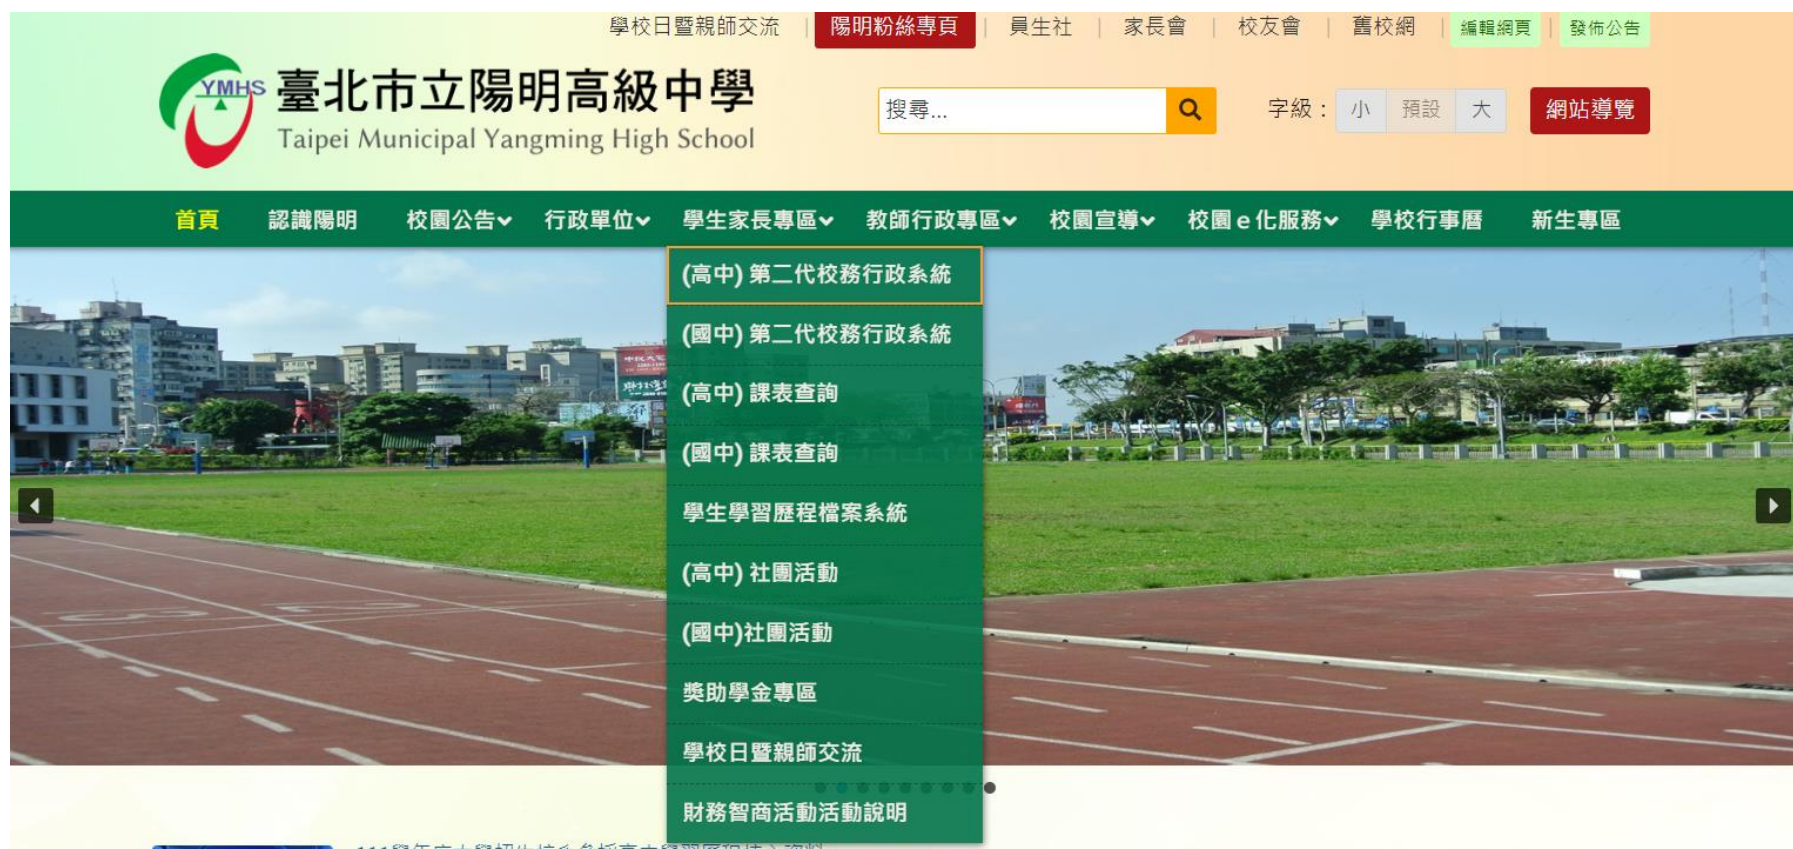 學校日暨親師交流 | 陽明粉絲專頁 | 員生社 | 家長會 | 校友會 | 舊校網 | 編輯網頁 | 發佈公告
YMHS 臺北市立陽明高級中學
Taipei Municipal Yangming High School
搜尋... 字級： 小 預設 大 網站導覽
首頁 認識陽明 校園公告 行政單位 學生家長專區 教師行政專區 校園宣導 校園 e 化服務 學校行事曆 新生專區
(高中) 第二代校務行政系統
(國中) 第二代校務行政系統
(高中) 課表查詢
(國中) 課表查詢
學生學習歷程檔案系統
(高中) 社團活動
(國中)社團活動
獎助學金專區
學校日暨親師交流
財務智商活動活動說明